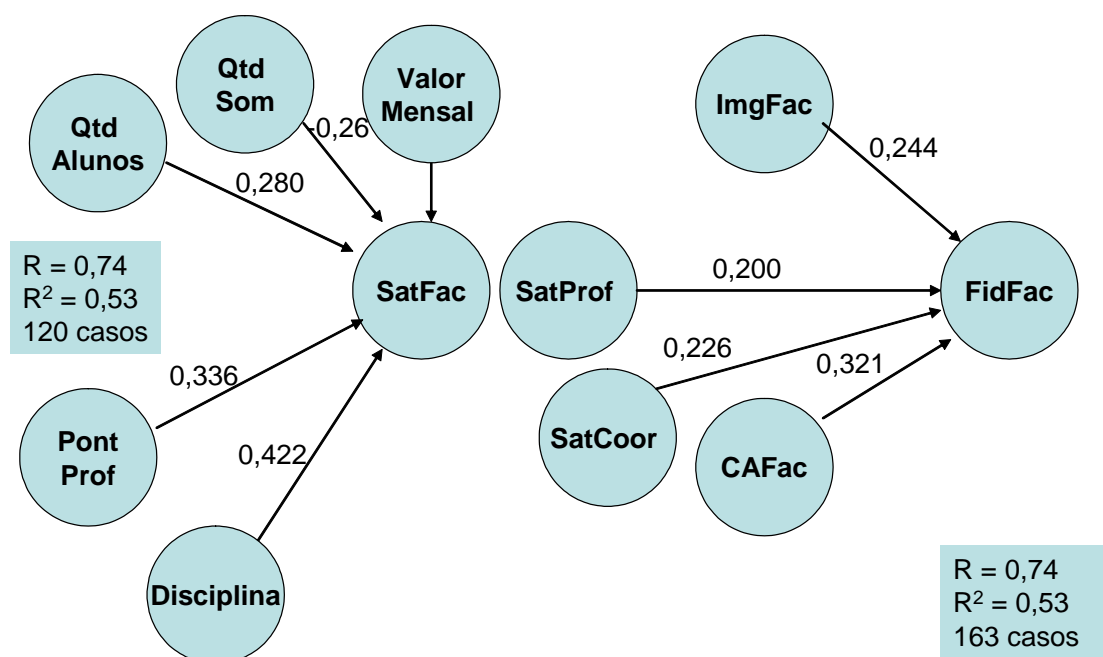 Qtd
Som
Valor
Mensal
ImgFac
Qtd
Alunos
-0,26
0,280
0,244
R = 0,74
R² = 0,53
120 casos
SatFac
SatProf
0,200
FidFac
0,226
0,321
0,336
Pont
Prof
SatCoor
CAFac
0,422
Disciplina
R = 0,74
R² = 0,53
163 casos